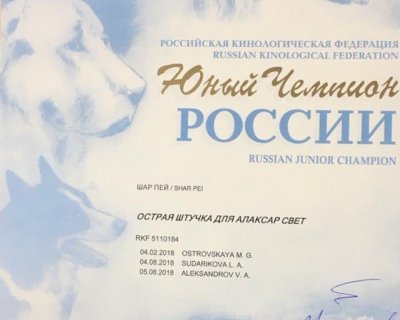 РОССИЙСКАЯ КИНОЛОГИЧЕСКАЯ ФЕДЕРАЦИЯ
RUSSIAN KINOLOGICAL FEDERATION
Юный Чемпион
РОССИИ
RUSSIAN JUNIOR CHAMPION
ШАР ПЕЙ / SHAR PEI
ОСТРАЯ ШТУЧКА ДЛЯ АЛАКСАР СВЕТ
RKF 5110184
04.02.2018 OSTROVSKAYA M. G.
04.08.2018 SUDARIKOVA L. A.
05.08.2018 ALEKSANDROV V. A.